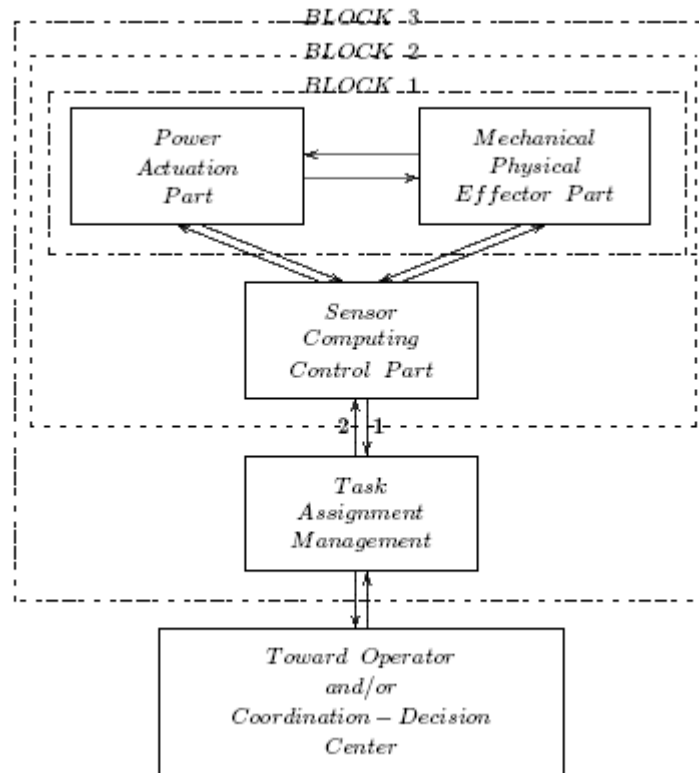 BLOCK 3
BLOCK 2
BLOCK 1
Power
Actuation
Part
Mechanical
Physical
Effector Part
Sensor
Computing
Control Part
2 1
Task
Assignment
Management
Toward Operator
and/or
Coordination – Decision
Center